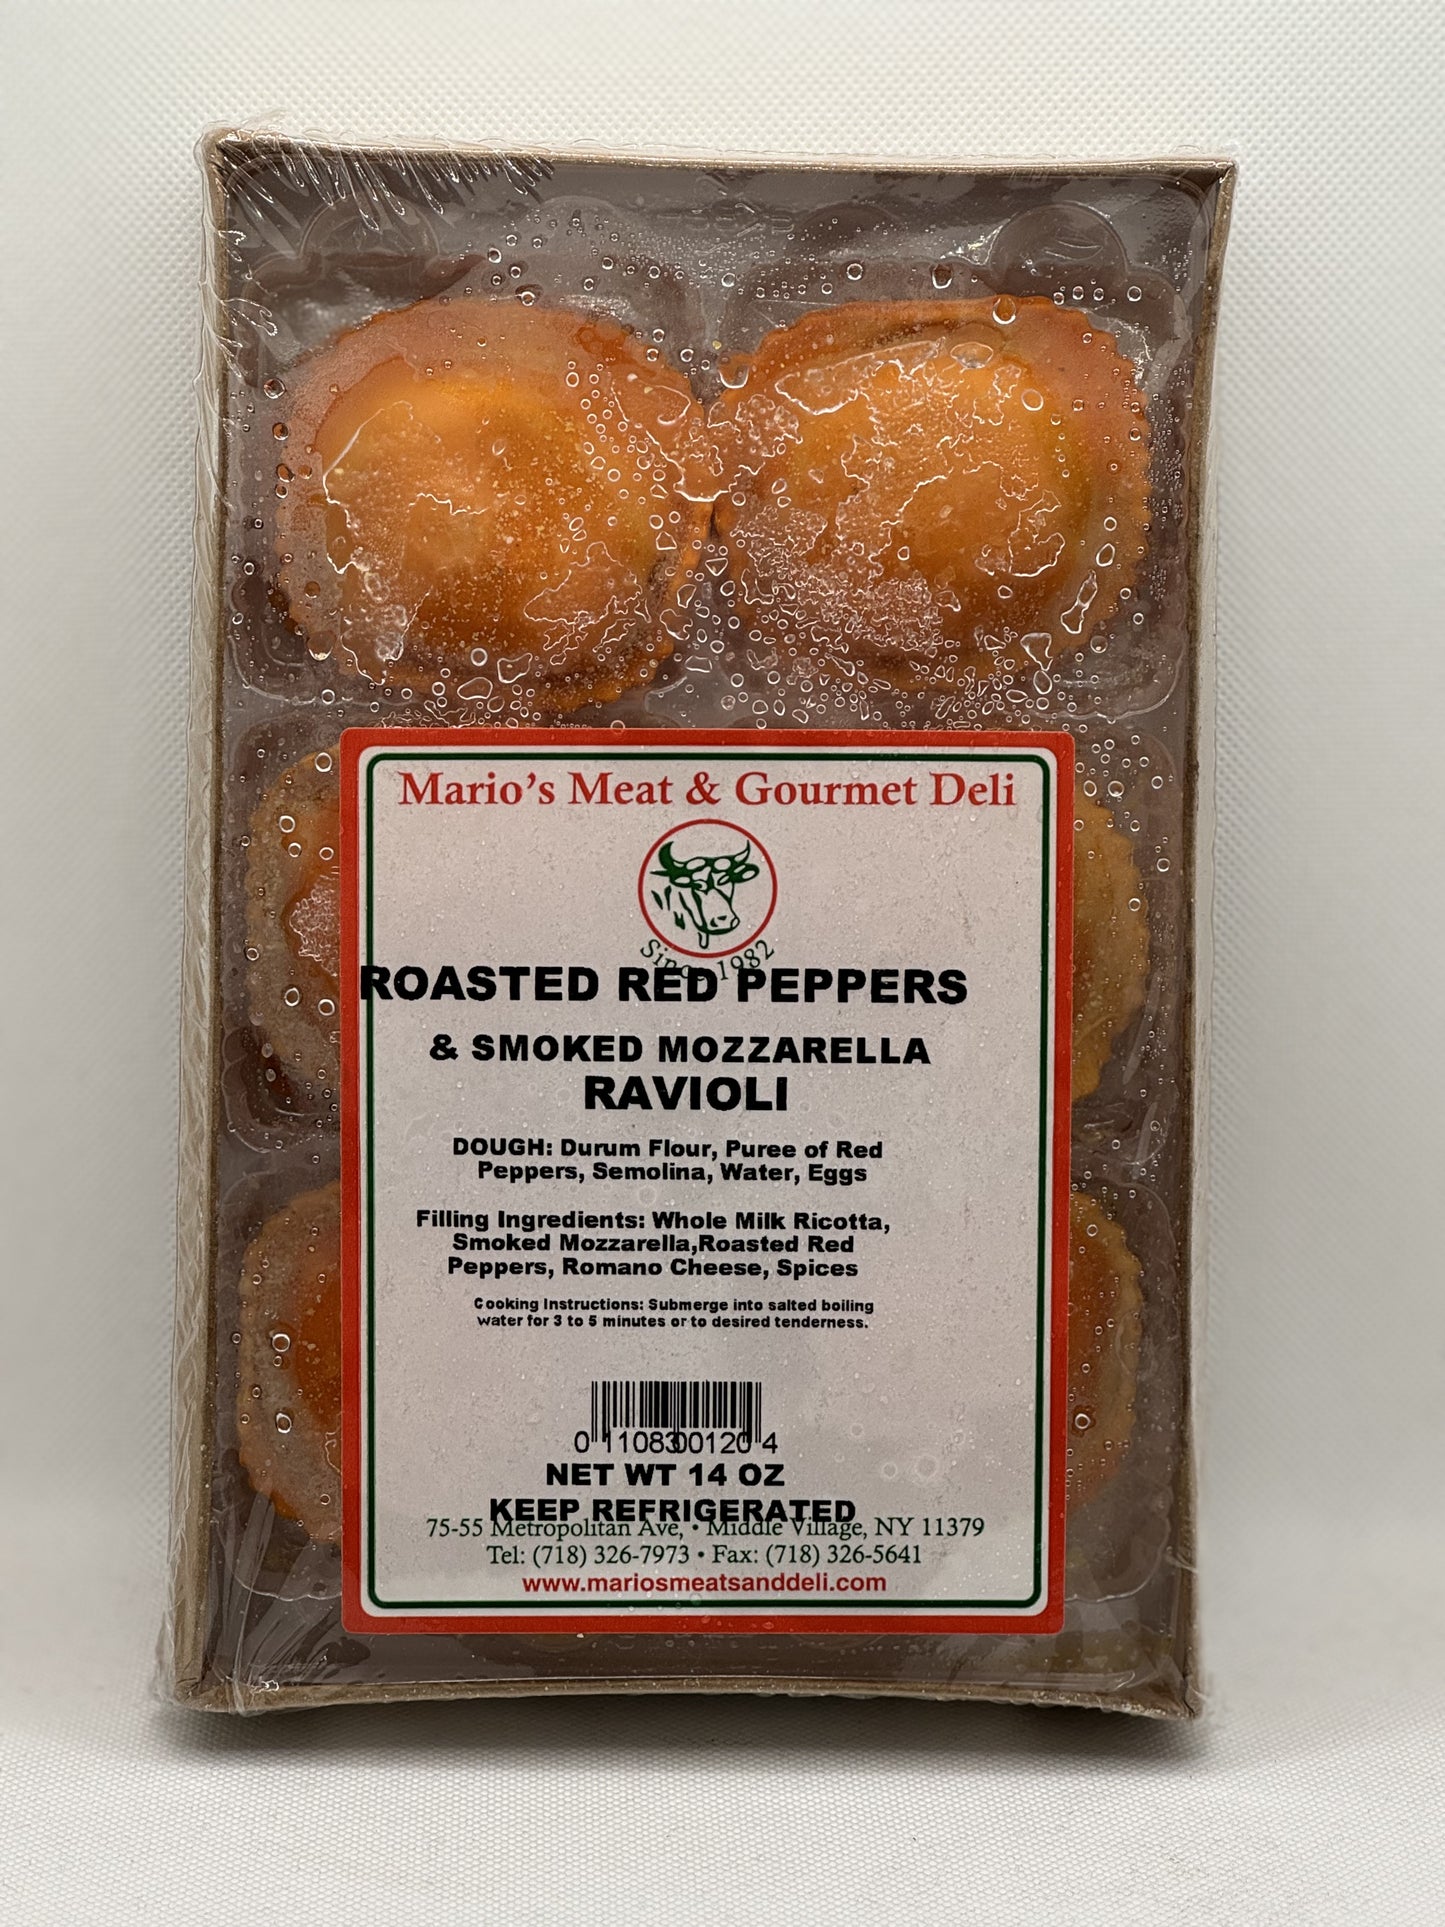 Mario's Meat & Gourmet Deli
Since 1982
ROASTED RED PEPPERS
& SMOKED MOZZARELLA
RAVIOLI
DOUGH: Durum Flour, Puree of Red
Peppers, Semolina, Water, Eggs
Filling Ingredients: Whole Milk Ricotta,
Smoked Mozzarella,Roasted Red
Peppers, Romano Cheese, Spices
Cooking Instructions: Submerge into salted boiling
water for 3 to 5 minutes or to desired tenderness.
0 11083 00120 4
NET WT 14 OZ
KEEP REFRIGERATED
75-55 Metropolitan Ave, • Middle Village, NY 11379
Tel: (718) 326-7973 • Fax: (718) 326-5641
www.mariosmeatsanddeli.com